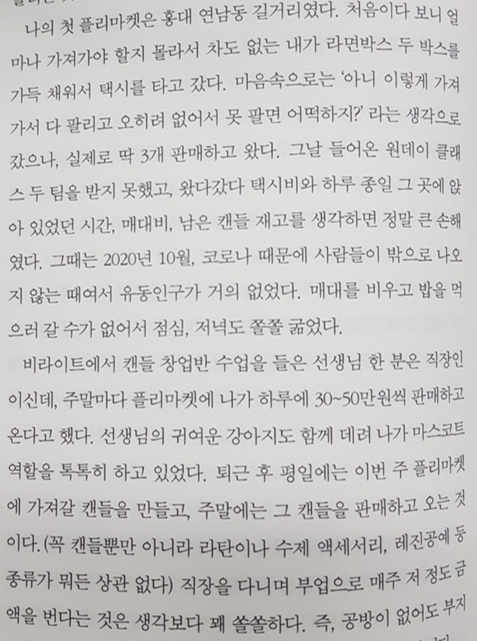 나의 첫 플리마켓은 홍대 연남동 길거리였다. 처음이다 보니 얼
마나 가져가야 할지 몰라서 차도 없는 내가 라면박스 두 박스를
가득 채워서 택시를 타고 갔다. 마음속으로는 ‘아니 이렇게 가져
가서 다 팔리고 오히려 없어서 못 팔면 어떡하지?’ 라는 생각으로
갔으나, 실제로 딱 3개 판매하고 왔다. 그날 들어온 원데이 클래
스 두 팀을 받지 못했고, 왔다갔다 택시비와 하루 종일 그 곳에 앉
아 있었던 시간, 매대비, 남은 캔들 재고를 생각하면 정말 큰 손해
였다. 그때는 2020년 10월, 코로나 때문에 사람들이 밖으로 나오
지 않는 때여서 유동인구가 거의 없었다. 매대를 비우고 밥을 먹
으러 갈 수가 없어서 점심, 저녁도 쫄쫄 굶었다.
비라이트에서 캔들 창업반 수업을 들은 선생님 한 분은 직장인
이신데, 주말마다 플리마켓에 나가 하루에 30~50만원씩 판매하고
온다고 했다. 선생님의 귀여운 강아지도 함께 데려 나가 마스코트
역할을 톡톡히 하고 있었다. 퇴근 후 평일에는 이번 주 플리마켓
에 가져갈 캔들을 만들고, 주말에는 그 캔들을 판매하고 오는 것
이다.(꼭 캔들뿐만 아니라 라탄이나 수제 액세서리, 레진공예 등
종류가 뭐든 상관 없다) 직장을 다니며 부업으로 매주 저 정도 금
액을 번다는 것은 생각보다 꽤 쏠쏠하다. 즉, 공방이 없어도 부지